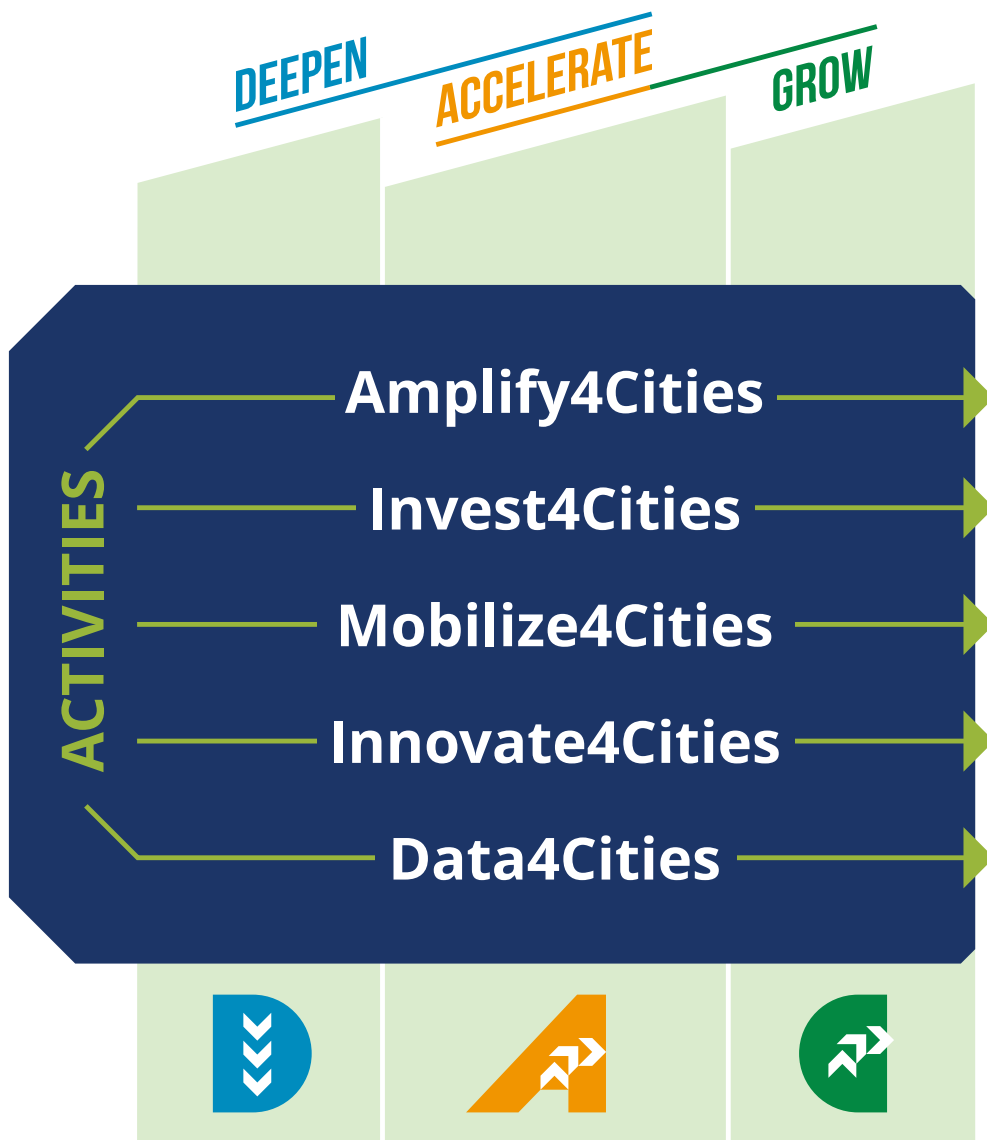 DEEPEN
ACCELERATE
GROW
ACTIVITIES
Amplify4Cities
Invest4Cities
Mobilize4Cities
Innovate4Cities
Data4Cities
D
A
G